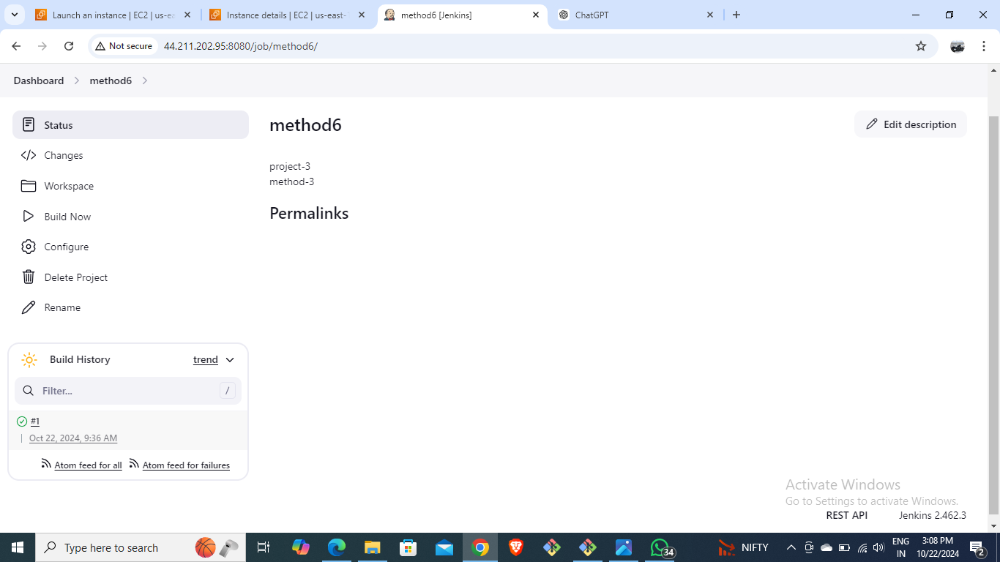 Launch an instance | EC2 | us-ea
Instance details | EC2 | us-east-
method6 [Jenkins]
ChatGPT
Not secure
44.211.202.95:8080/job/method6/
Dashboard
method6
Status
Changes
Workspace
Build Now
Configure
Delete Project
Rename
method6
Edit description
project-3
method-3
Permalinks
Build History
trend
Filter...
/
#1
Oct 22, 2024, 9:36 AM
Atom feed for all
Atom feed for failures
Activate Windows
Go to Settings to activate Windows.
REST API
Jenkins 2.462.3
Type here to search
34
NIFTY
ENG
IN
3:08 PM
10/22/2024
2